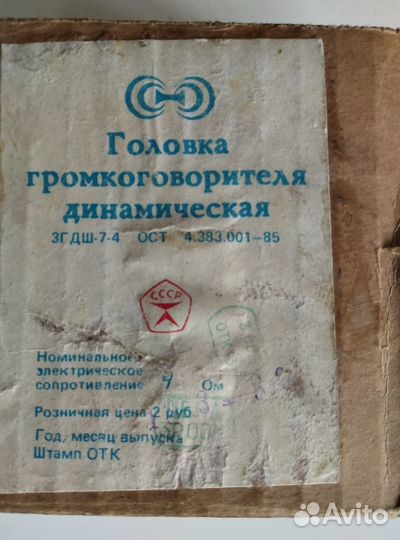 Головка
громкоговорителя
динамическая
3ГДШ-7-4 ОСТ 4.383.001-85
СССР
Номинальное
электрическое
сопротивление 4 Ом
Розничная цена 2 руб.
Год, месяц выпуска
Штамп ОТК
Avito